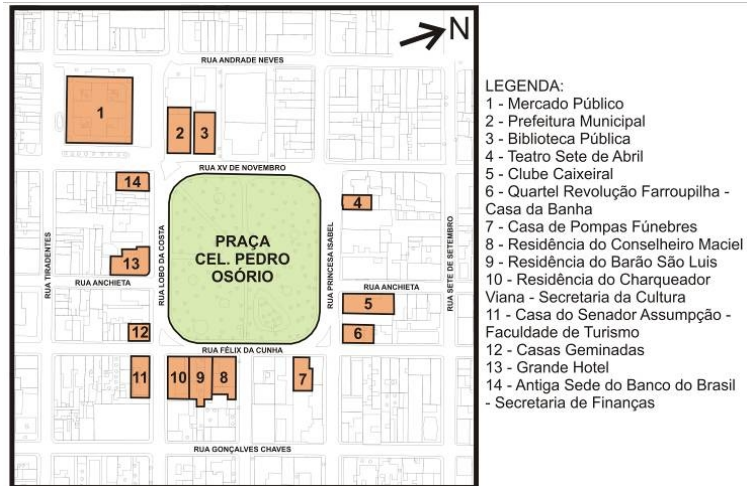 N
RUA ANDRADE NEVES
1
2
3
RUA XV DE NOVEMBRO
14
4
PRAÇA
CEL. PEDRO
OSÓRIO
RUA TIRADENTES
RUA LOBO DA COSTA
RUA PRINCESA ISABEL
RUA SETE DE SETEMBRO
13
RUA ANCHIETA
RUA ANCHIETA
5
12
6
RUA FÉLIX DA CUNHA
11
10
9
8
7
RUA GONÇALVES CHAVES
LEGENDA:
1 - Mercado Público
2 - Prefeitura Municipal
3 - Biblioteca Pública
4 - Teatro Sete de Abril
5 - Clube Caixeiral
6 - Quartel Revolução Farroupilha -
Casa da Banha
7 - Casa de Pompas Fúnebres
8 - Residência do Conselheiro Maciel
9 - Residência do Barão São Luis
10 - Residência do Charqueador
Viana - Secretaria da Cultura
11 - Casa do Senador Assumpção -
Faculdade de Turismo
12 - Casas Geminadas
13 - Grande Hotel
14 - Antiga Sede do Banco do Brasil
- Secretaria de Finanças